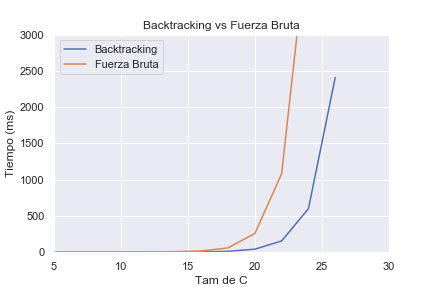 Backtracking vs Fuerza Bruta
Backtracking
Fuerza Bruta
3000
2500
2000
1500
1000
500
0
Tiempo (ms)
5 10 15 20 25 30
Tam de C